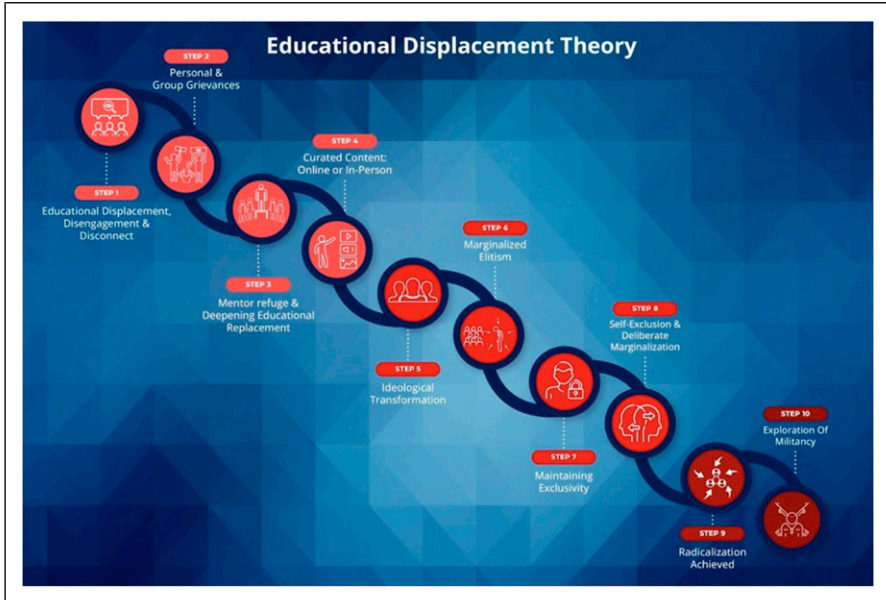 Educational Displacement Theory
STEP 1
Educational Displacement,
Disengagement &
Disconnect
STEP 2
Personal &
Group Grievances
STEP 3
Mentor refuge &
Deepening Educational
Replacement
STEP 4
Curated Content:
Online or In-Person
STEP 5
Ideological
Transformation
STEP 6
Marginalized
Elitism
STEP 7
Maintaining
Exclusivity
STEP 8
Self-Exclusion &
Deliberate
Marginalization
STEP 9
Radicalization
Achieved
STEP 10
Exploration Of
Militancy